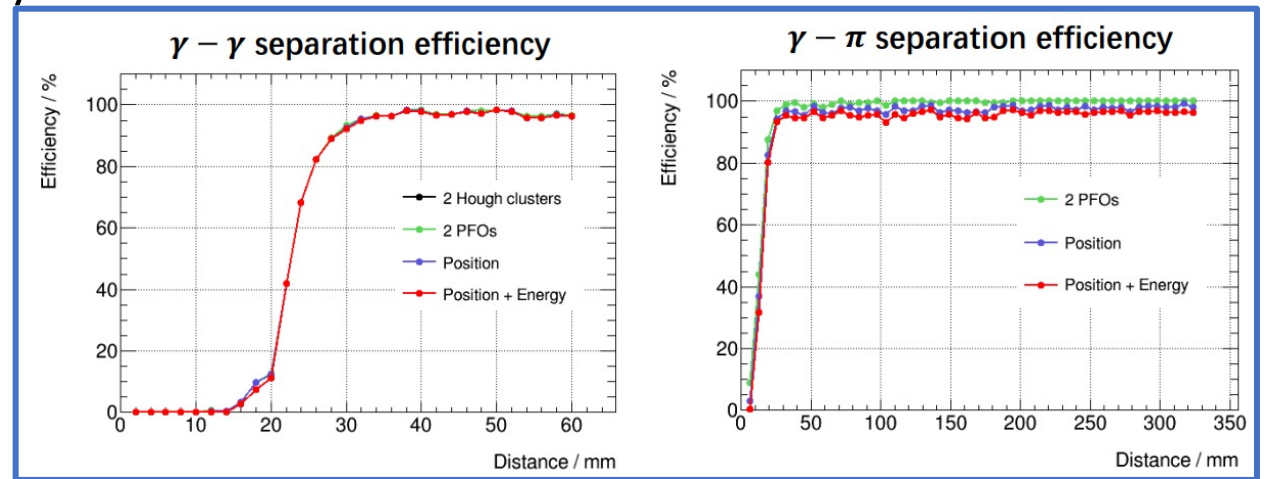 γ – γ separation efficiency
Efficiency / %
100
80
60
40
20
0
2 Hough clusters
2 PFOs
Position
Position + Energy
0 10 20 30 40 50 60
Distance / mm
γ – π separation efficiency
Efficiency / %
100
80
60
40
20
0
2 PFOs
Position
Position + Energy
0 50 100 150 200 250 300 350
Distance / mm